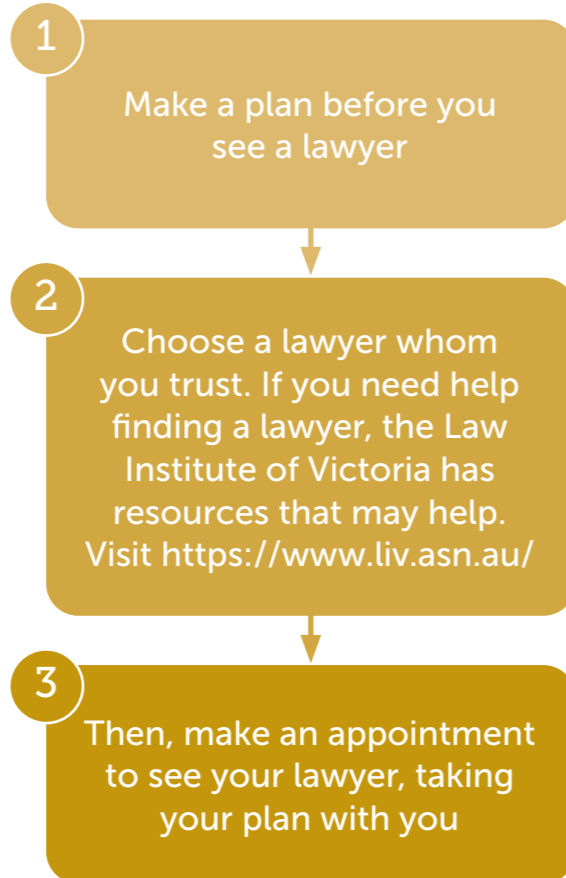 1
Make a plan before you
see a lawyer
2
Choose a lawyer whom
you trust. If you need help
finding a lawyer, the Law
Institute of Victoria has
resources that may help.
Visit https://www.liv.asn.au/
3
Then, make an appointment
to see your lawyer, taking
your plan with you